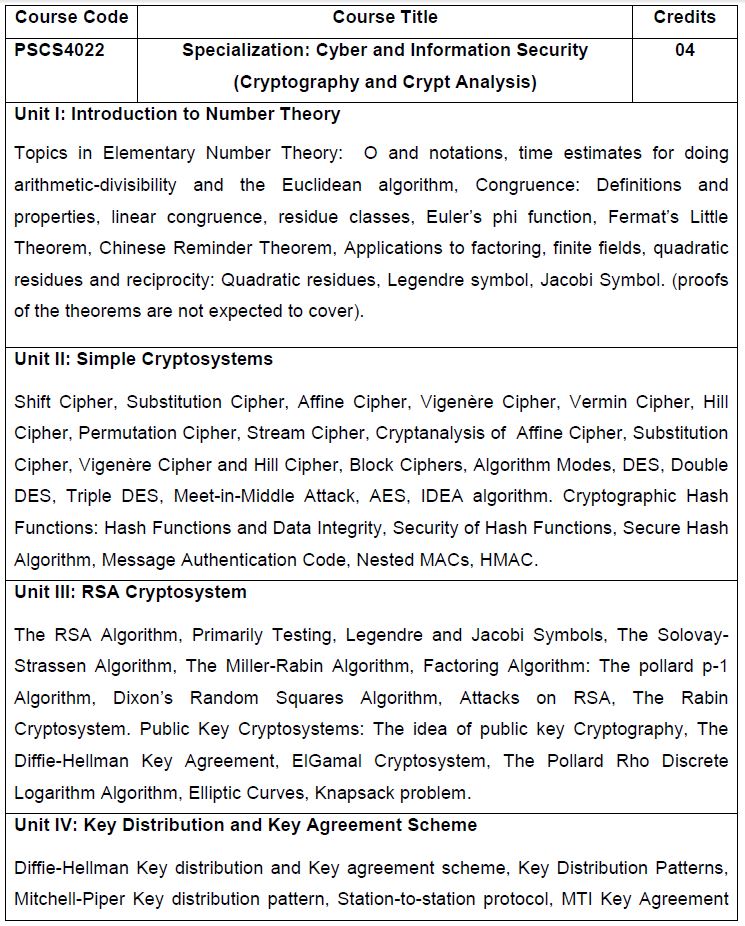 Course Code Course Title Credits
PSCS4022 Specialization: Cyber and Information Security 04
(Cryptography and Crypt Analysis)
Unit I: Introduction to Number Theory
Topics in Elementary Number Theory: O and notations, time estimates for doing
arithmetic-divisibility and the Euclidean algorithm, Congruence: Definitions and
properties, linear congruence, residue classes, Euler's phi function, Fermat's Little
Theorem, Chinese Reminder Theorem, Applications to factoring, finite fields, quadratic
residues and reciprocity: Quadratic residues, Legendre symbol, Jacobi Symbol. (proofs
of the theorems are not expected to cover).
Unit II: Simple Cryptosystems
Shift Cipher, Substitution Cipher, Affine Cipher, Vigenère Cipher, Vermin Cipher, Hill
Cipher, Permutation Cipher, Stream Cipher, Cryptanalysis of Affine Cipher, Substitution
Cipher, Vigenère Cipher and Hill Cipher, Block Ciphers, Algorithm Modes, DES, Double
DES, Triple DES, Meet-in-Middle Attack, AES, IDEA algorithm. Cryptographic Hash
Functions: Hash Functions and Data Integrity, Security of Hash Functions, Secure Hash
Algorithm, Message Authentication Code, Nested MACs, HMAC.
Unit III: RSA Cryptosystem
The RSA Algorithm, Primarily Testing, Legendre and Jacobi Symbols, The Solovay-
Strassen Algorithm, The Miller-Rabin Algorithm, Factoring Algorithm: The pollard p-1
Algorithm, Dixon's Random Squares Algorithm, Attacks on RSA, The Rabin
Cryptosystem. Public Key Cryptosystems: The idea of public key Cryptography, The
Diffie-Hellman Key Agreement, ElGamal Cryptosystem, The Pollard Rho Discrete
Logarithm Algorithm, Elliptic Curves, Knapsack problem.
Unit IV: Key Distribution and Key Agreement Scheme
Diffie-Hellman Key distribution and Key agreement scheme, Key Distribution Patterns,
Mitchell-Piper Key distribution pattern, Station-to-station protocol, MTI Key Agreement